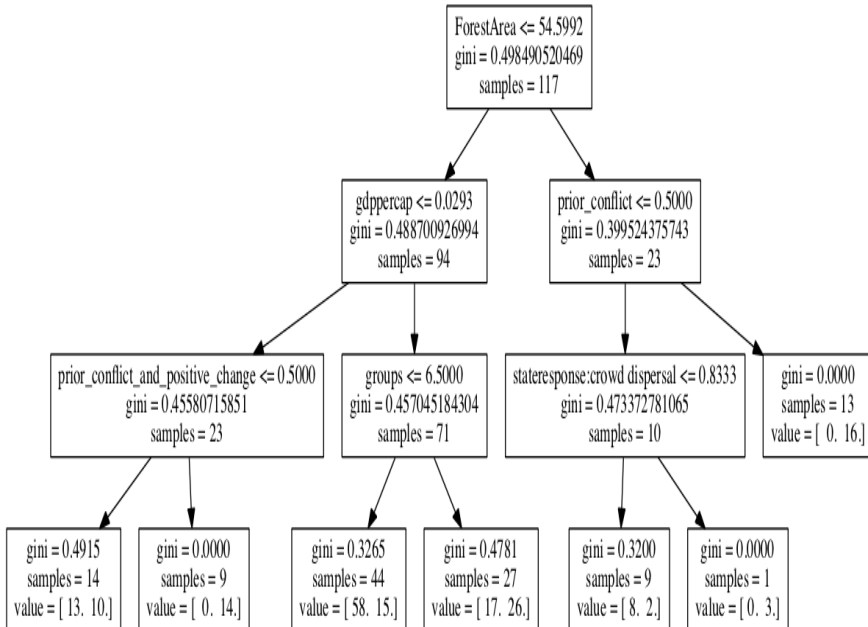 ForestArea <= 54.5992
gini = 0.498490520469
samples = 117
gdppercap <= 0.0293
gini = 0.488700926994
samples = 94
prior_conflict <= 0.5000
gini = 0.399524375743
samples = 23
prior_conflict_and_positive_change <= 0.5000
gini = 0.45580715851
samples = 23
groups <= 6.5000
gini = 0.457045184304
samples = 71
stateresponse:crowd dispersal <= 0.8333
gini = 0.473372781065
samples = 10
gini = 0.0000
samples = 13
value = [ 0. 16.]
gini = 0.4915
samples = 14
value = [ 13. 10.]
gini = 0.0000
samples = 9
value = [ 0. 14.]
gini = 0.3265
samples = 44
value = [ 58. 15.]
gini = 0.4781
samples = 27
value = [ 17. 26.]
gini = 0.3200
samples = 9
value = [ 8. 2.]
gini = 0.0000
samples = 1
value = [ 0. 3.]